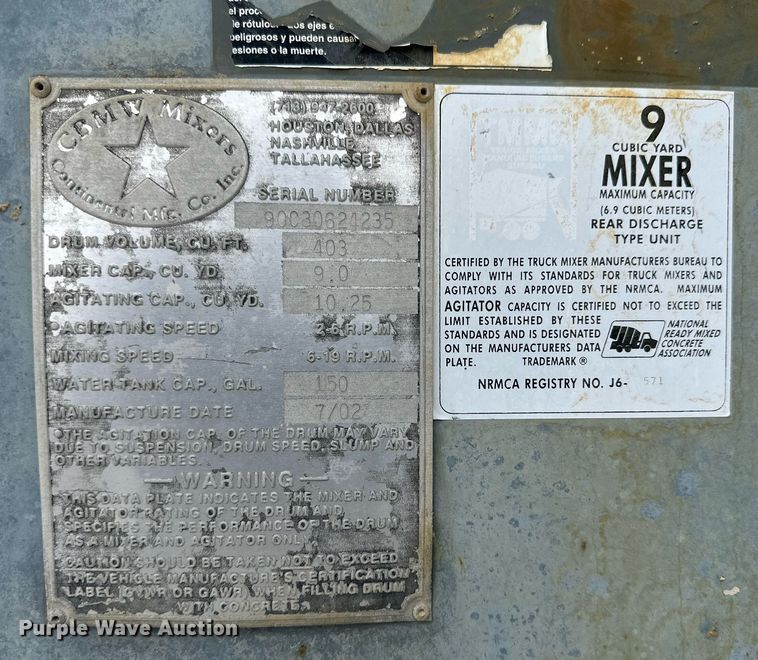 el proc
de rótulo. Los ejes e
peligrosos y pueden causa
esiones o la muerte.
CBMW Mixers
Continental Mfg. Co. Inc.
(713) 937-2600
HOUSTON, DALLAS
NASHVILLE
TALLAHASSEE
SERIAL NUMBER
90C30624235
DRUM VOLUME, CU. FT. 403
MIXER CAP., CU. YD. 9.0
AGITATING CAP., CU. YD. 10.25
AGITATING SPEED 2-6 R.P.M.
MIXING SPEED 6-19 R.P.M.
WATER TANK CAP., GAL. 150
MANUFACTURE DATE 7/02
THE AGITATION CAP. OF THE DRUM MAY VARY
DUE TO SUSPENSION, DRUM SPEED, SLUMP AND
OTHER VARIABLES.
— WARNING —
THIS DATA PLATE INDICATES THE MIXER AND
AGITATOR RATING OF THE DRUM AND
SPECIFIES THE PERFORMANCE OF THE DRUM
AS A MIXER AND AGITATOR ONLY.
CAUTION SHOULD BE TAKEN NOT TO EXCEED
THE VEHICLE MANUFACTURE'S CERTIFICATION
LABEL (GVWR OR GAWR) WHEN FILLING DRUM
WITH CONCRETE.
9
CUBIC YARD
MIXER
MAXIMUM CAPACITY
(6.9 CUBIC METERS)
REAR DISCHARGE
TYPE UNIT
CERTIFIED BY THE TRUCK MIXER MANUFACTURERS BUREAU TO
COMPLY WITH ITS STANDARDS FOR TRUCK MIXERS AND
AGITATORS AS APPROVED BY THE NRMCA. MAXIMUM
AGITATOR CAPACITY IS CERTIFIED NOT TO EXCEED THE
LIMIT ESTABLISHED BY THESE
STANDARDS AND IS DESIGNATED
ON THE MANUFACTURERS DATA
PLATE. TRADEMARK ®
NATIONAL
READY MIXED
CONCRETE
ASSOCIATION
NRMCA REGISTRY NO. J6- 571
Purple Wave Auction